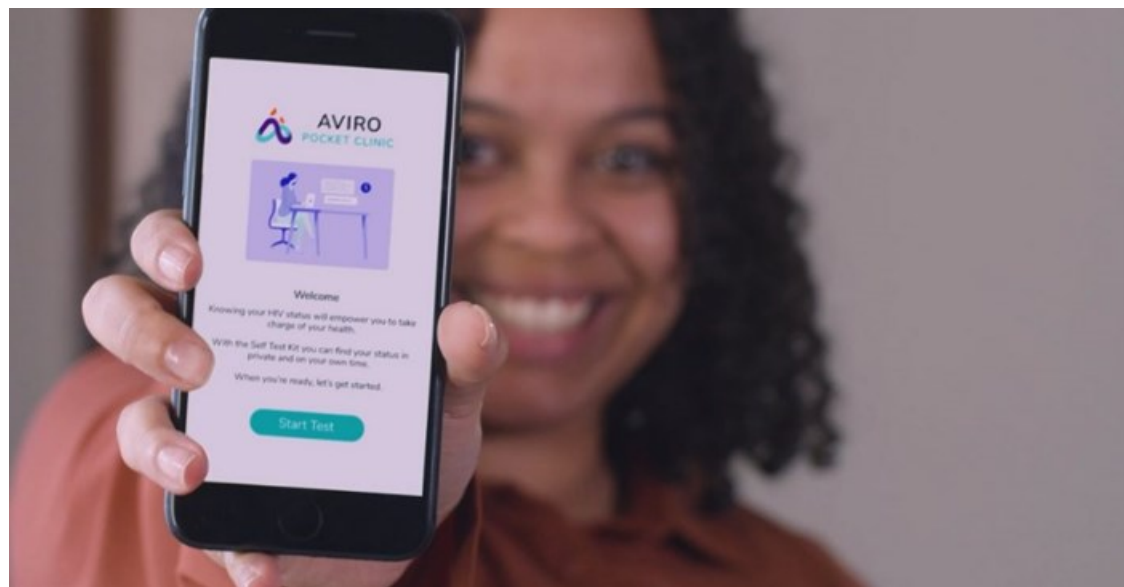 AVIRO
POCKET CLINIC
Welcome
Knowing your HIV status will empower you to take
charge of your health.
With the Self Test Kit you can find your status in
private and on your own time.
When you're ready, let's get started.
Start Test